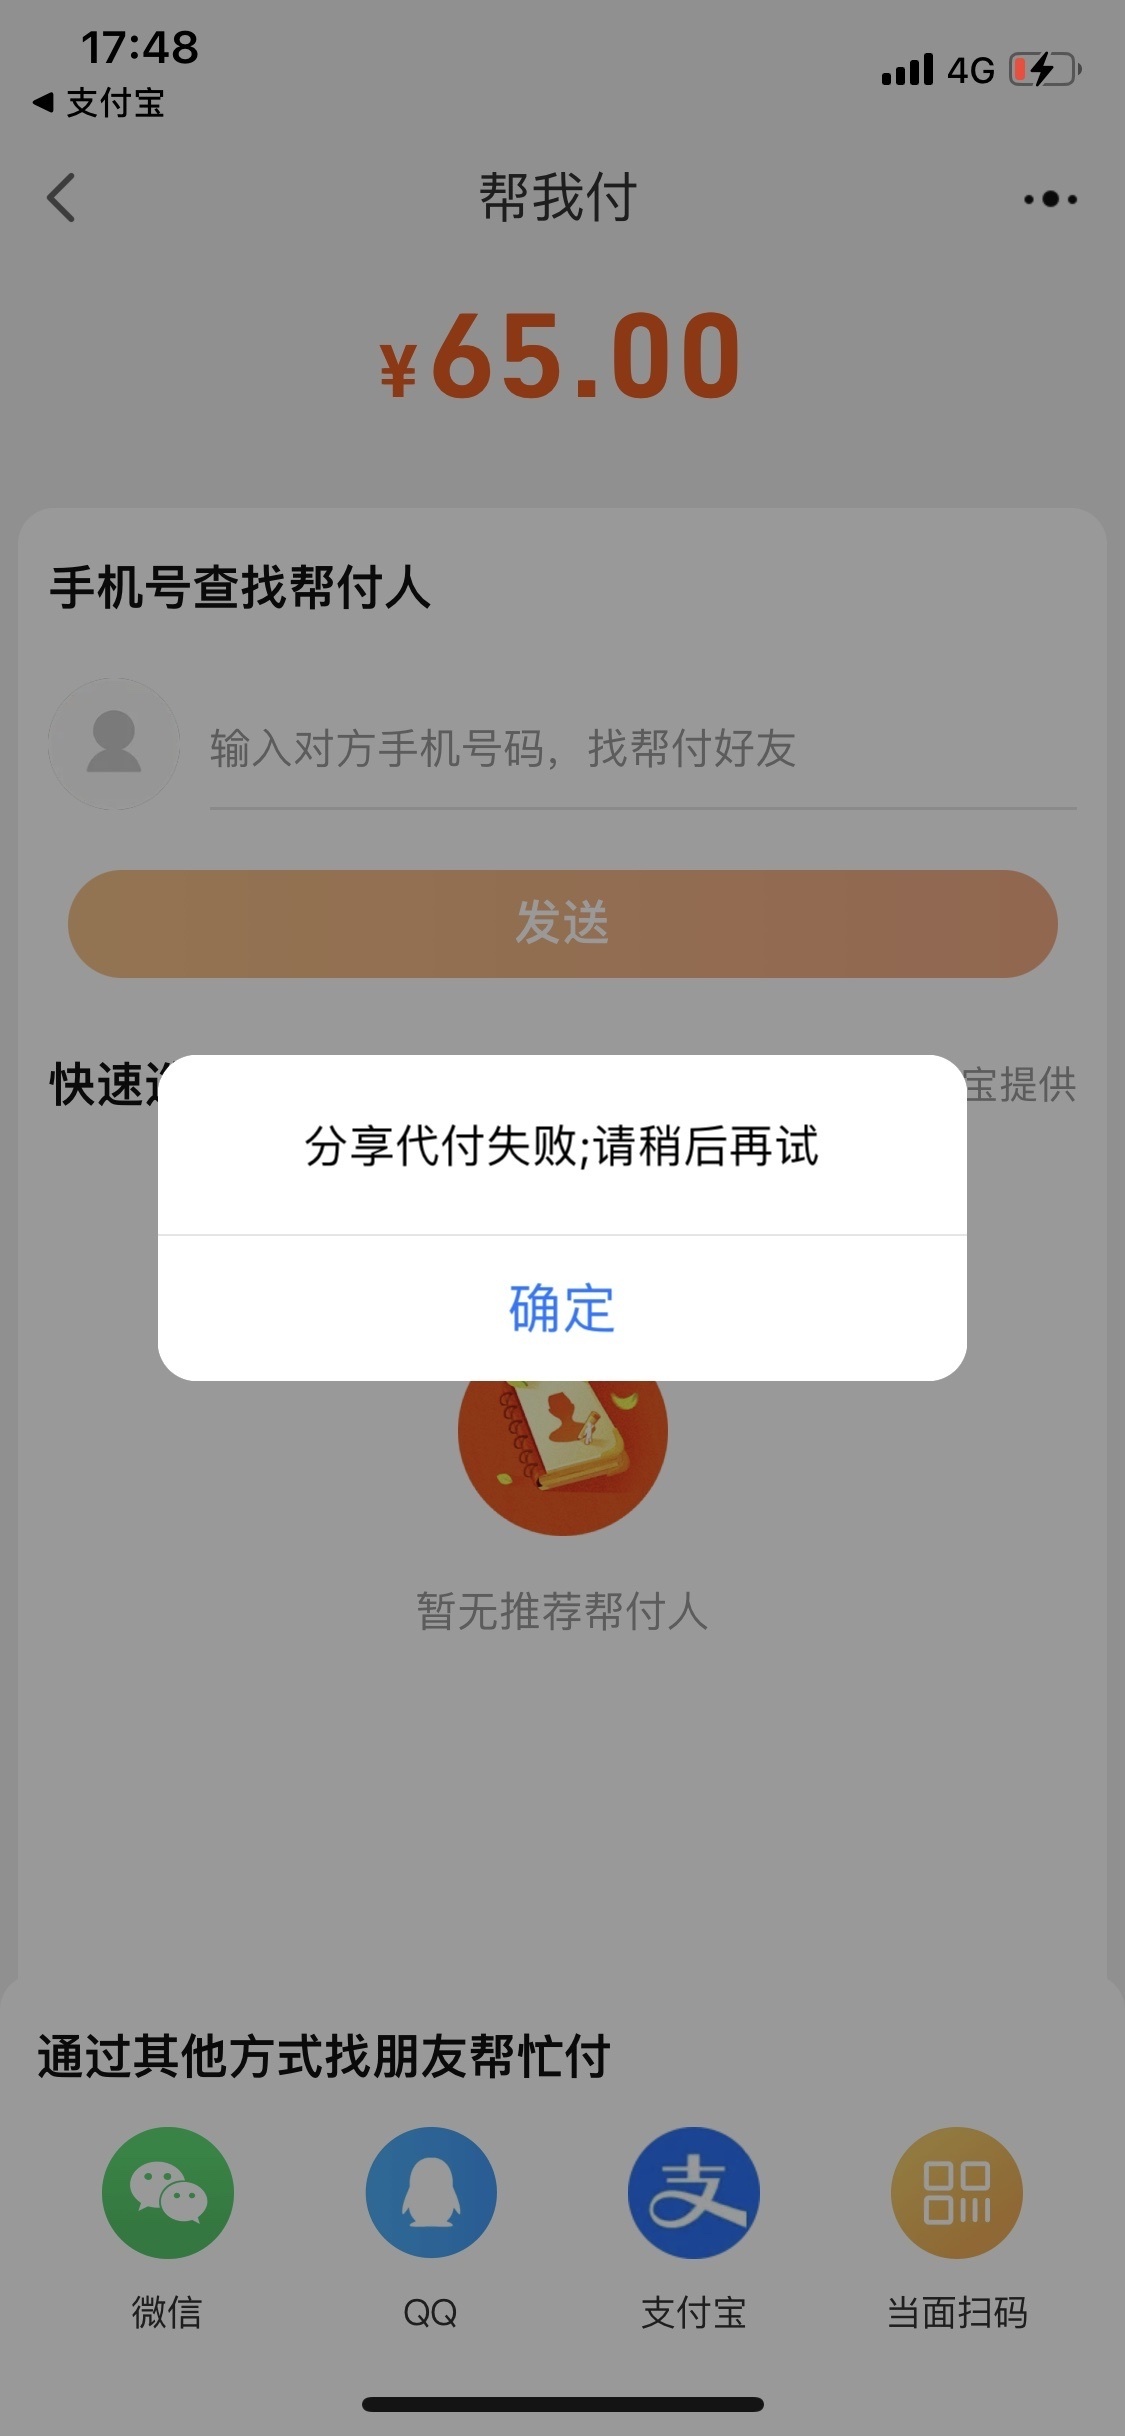 17:48
4G
支付宝
帮我付
¥65.00
手机号查找帮付人
输入对方手机号码，找帮付好友
发送
快速
宝提供
分享代付失败;请稍后再试
确定
暂无推荐帮付人
通过其他方式找朋友帮忙付
微信
QQ
支付宝
当面扫码